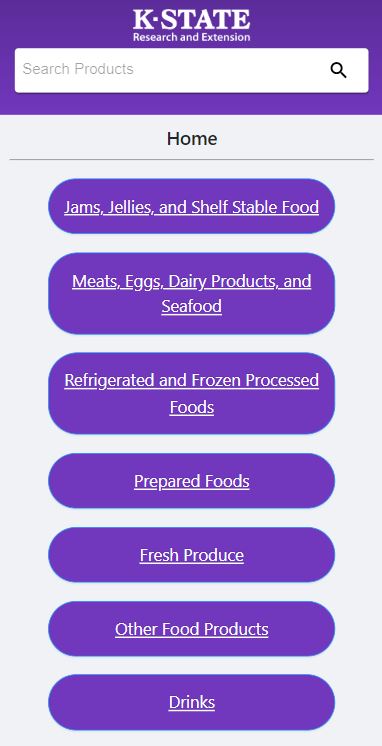 K-STATE
Research and Extension
Search Products
Home
Jams, Jellies, and Shelf Stable Food
Meats, Eggs, Dairy Products, and
Seafood
Refrigerated and Frozen Processed
Foods
Prepared Foods
Fresh Produce
Other Food Products
Drinks